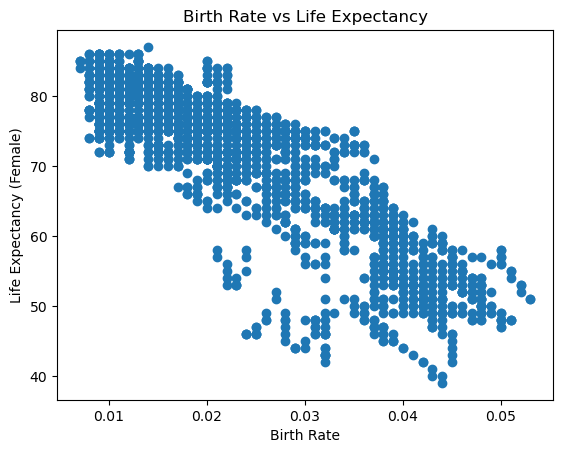 Birth Rate vs Life Expectancy
Life Expectancy (Female)
80
70
60
50
40
0.01 0.02 0.03 0.04 0.05
Birth Rate